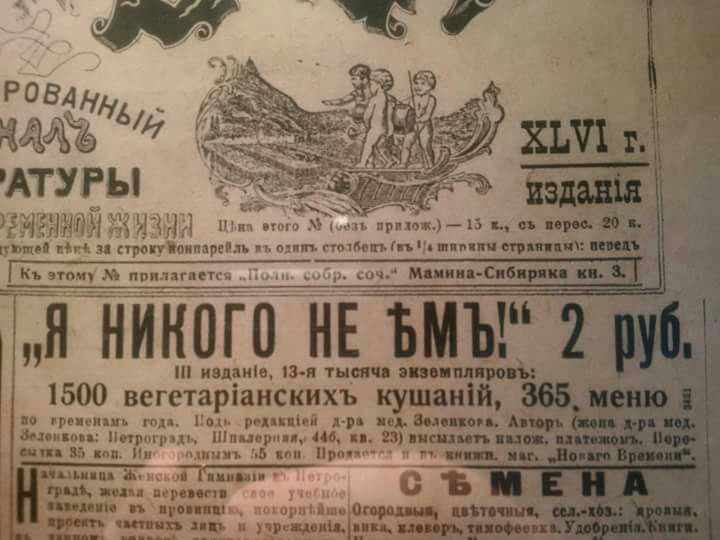 РОВАННЫЙ
НАЛЪ
РАТУРЫ
РЕМЕННОЙ ЖИЗНИ
XLVI г.
изданія
Цѣна этого № (безъ прилож.) — 15 к., съ перес. 20 к.
дующей цѣнѣ за строку нонпарейль въ одинъ столбецъ (въ ¼ ширины страницы): передъ
Къ этому № прилагается „Полн. собр. соч.“ Мамина-Сибиряка кн. 3.
„Я НИКОГО НЕ ѢМЪ!“ 2 руб.
III изданіе, 13-я тысяча экземпляровъ:
1500 вегетаріанскихъ кушаній, 365 меню
по временамъ года. Подъ редакціей д-ра мед. Зеленкова. Авторъ (жена д-ра мед.
Зеленкова: Петроградъ, Шпалерная, 44б, кв. 23) высылаетъ налож. платежомъ. Пере-
сылка 35 коп. Иногороднымъ 55 коп. Продается и въ книжн. маг. „Новаго Времени“.
Начальница Женской Гимназіи въ Петро-
градѣ, желая перевести свое учебное
заведеніе въ провинцію, покорнѣйше
проситъ частныхъ лицъ и учрежденія,
въ
СѢМЕНА
Огородныя, цвѣточныя, сел.-хоз.: яровыя,
вика, клеверъ, тимофеевка. Удобренія. Книги.